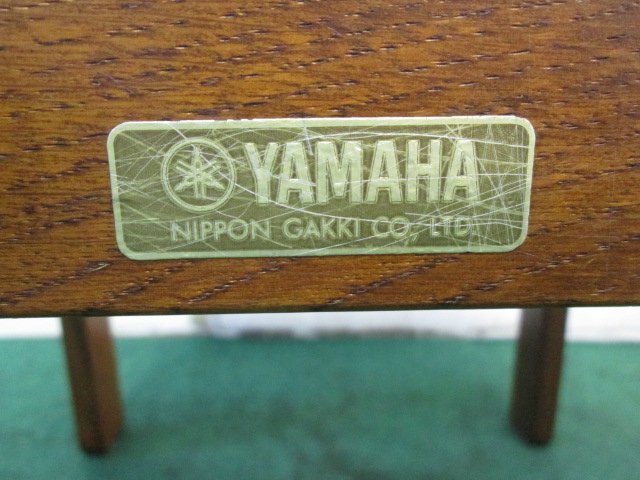 YAMAHA
NIPPON GAKKI CO., LTD.